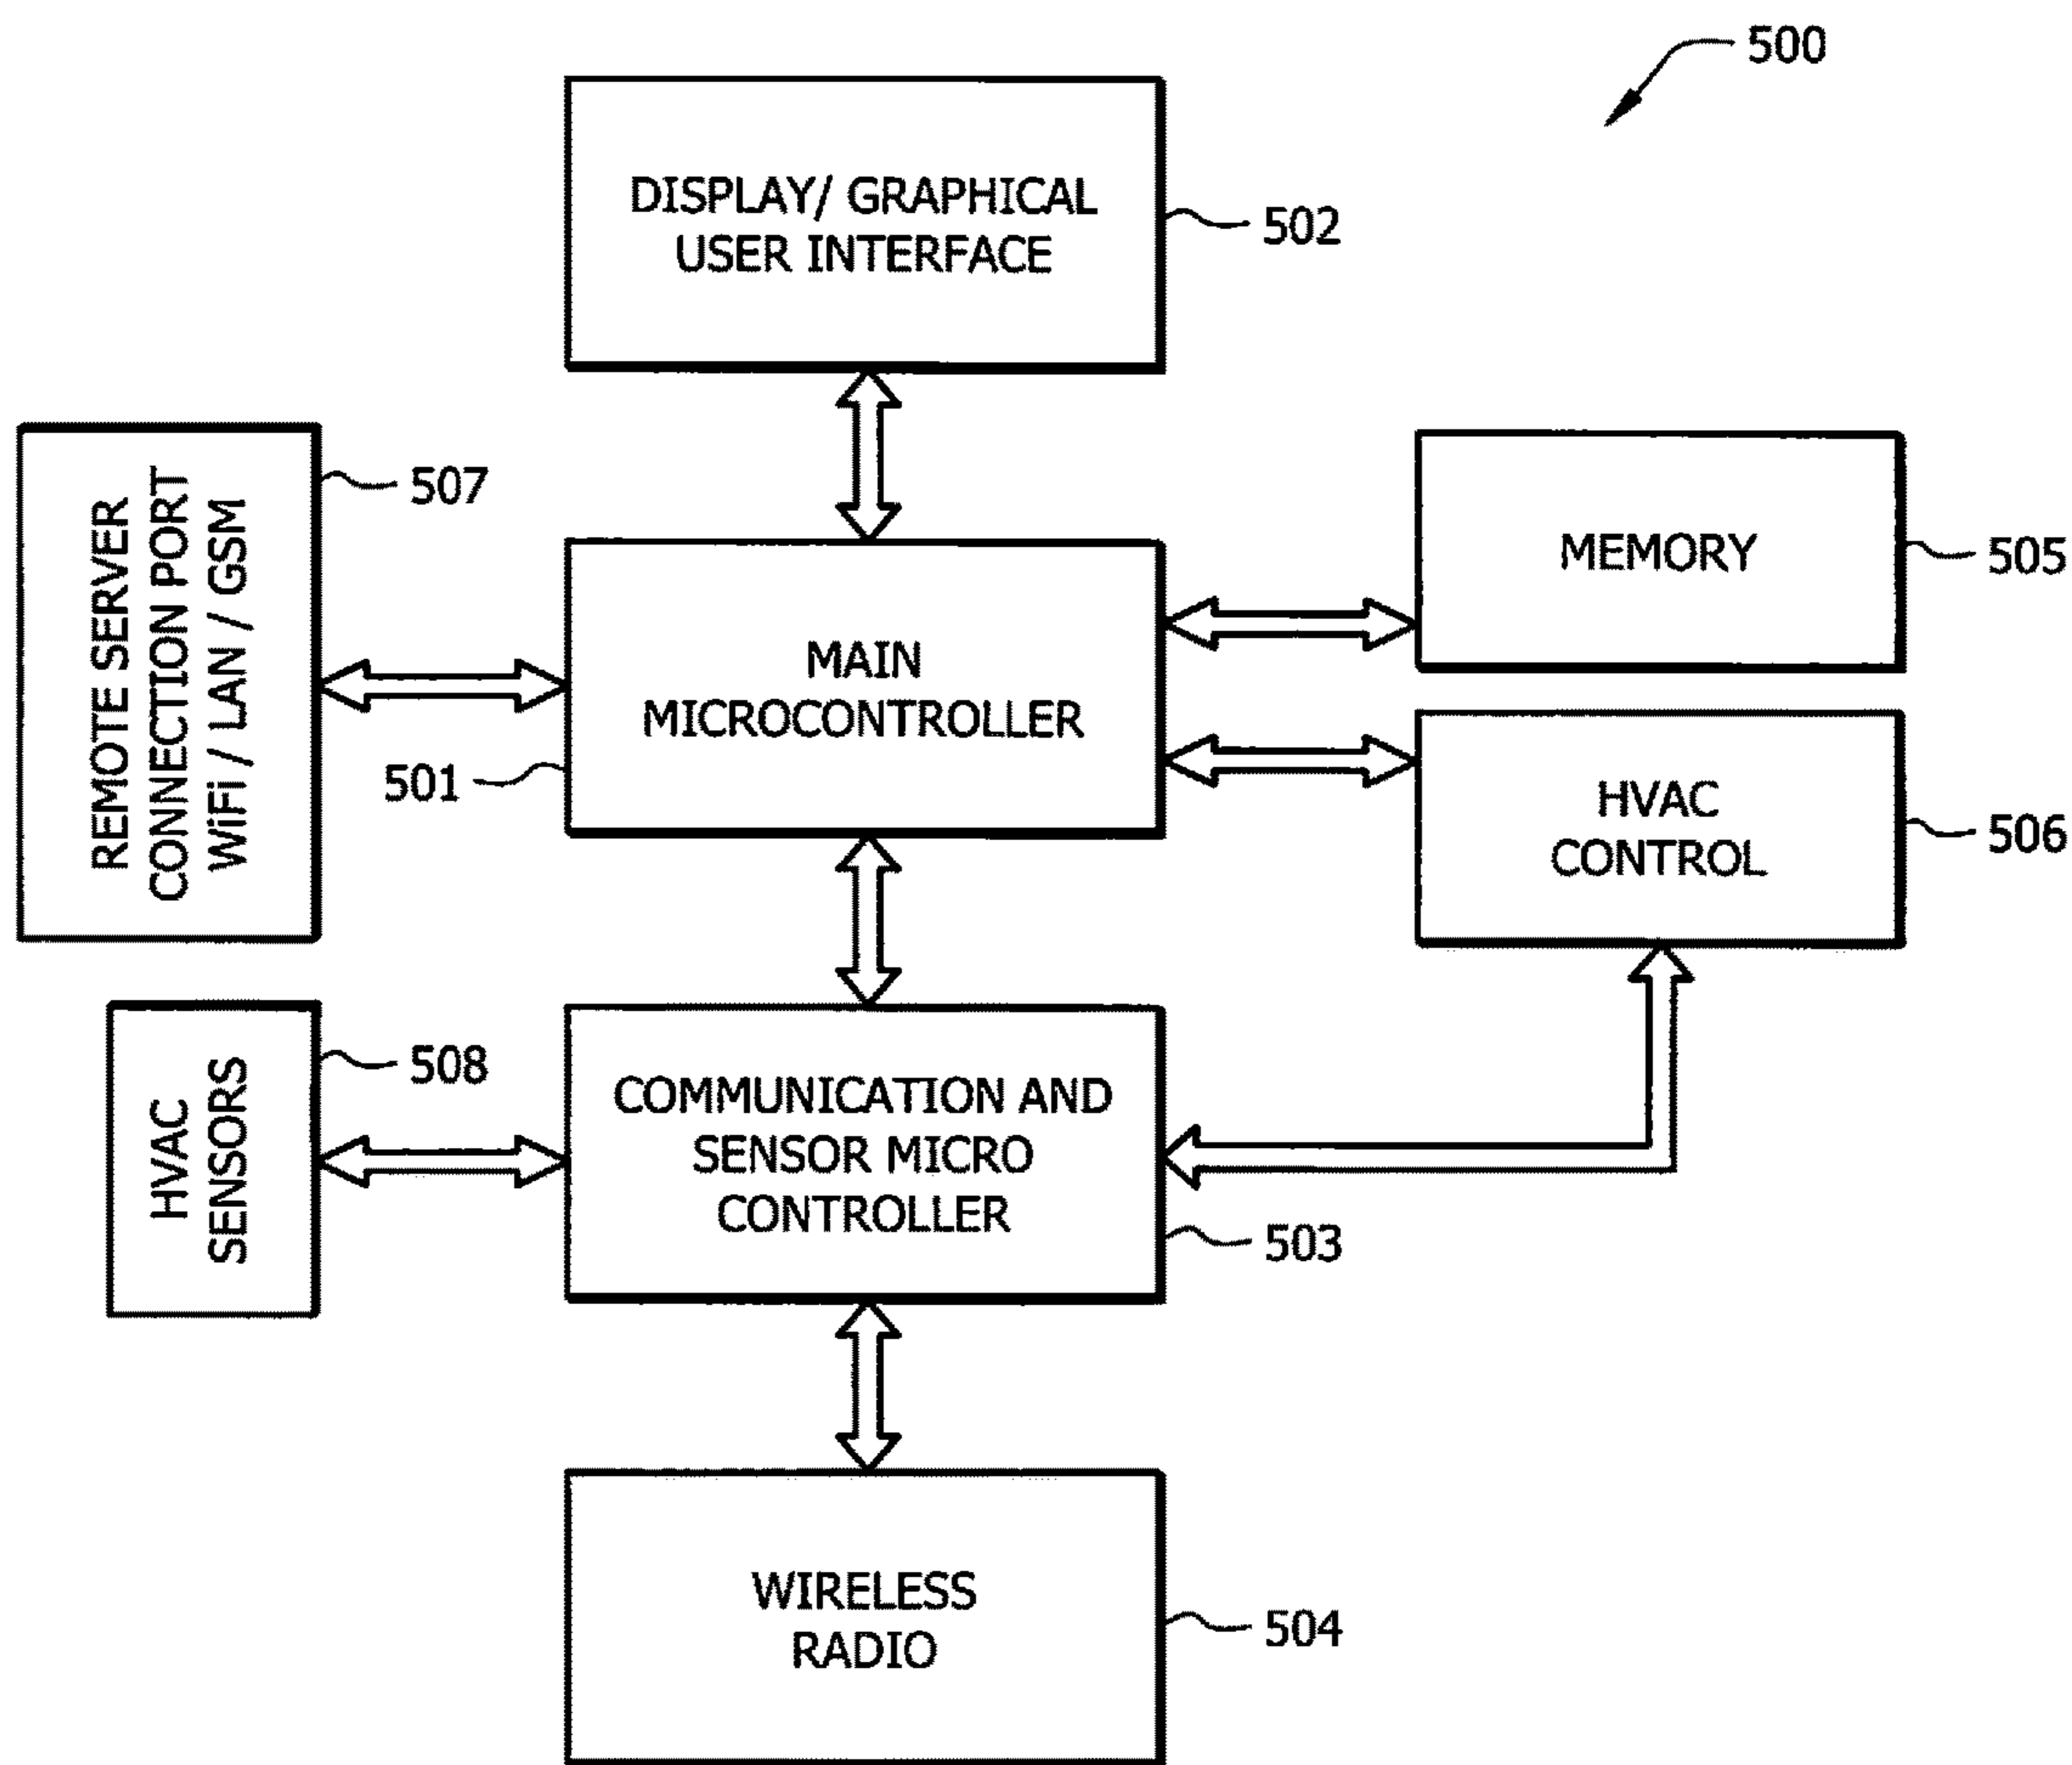 500
DISPLAY/ GRAPHICAL
USER INTERFACE
502
REMOTE SERVER
CONNECTION PORT
WiFi / LAN / GSM
507
MAIN
MICROCONTROLLER
501
MEMORY
505
HVAC
CONTROL
506
HVAC
SENSORS
508
COMMUNICATION AND
SENSOR MICRO
CONTROLLER
503
WIRELESS
RADIO
504